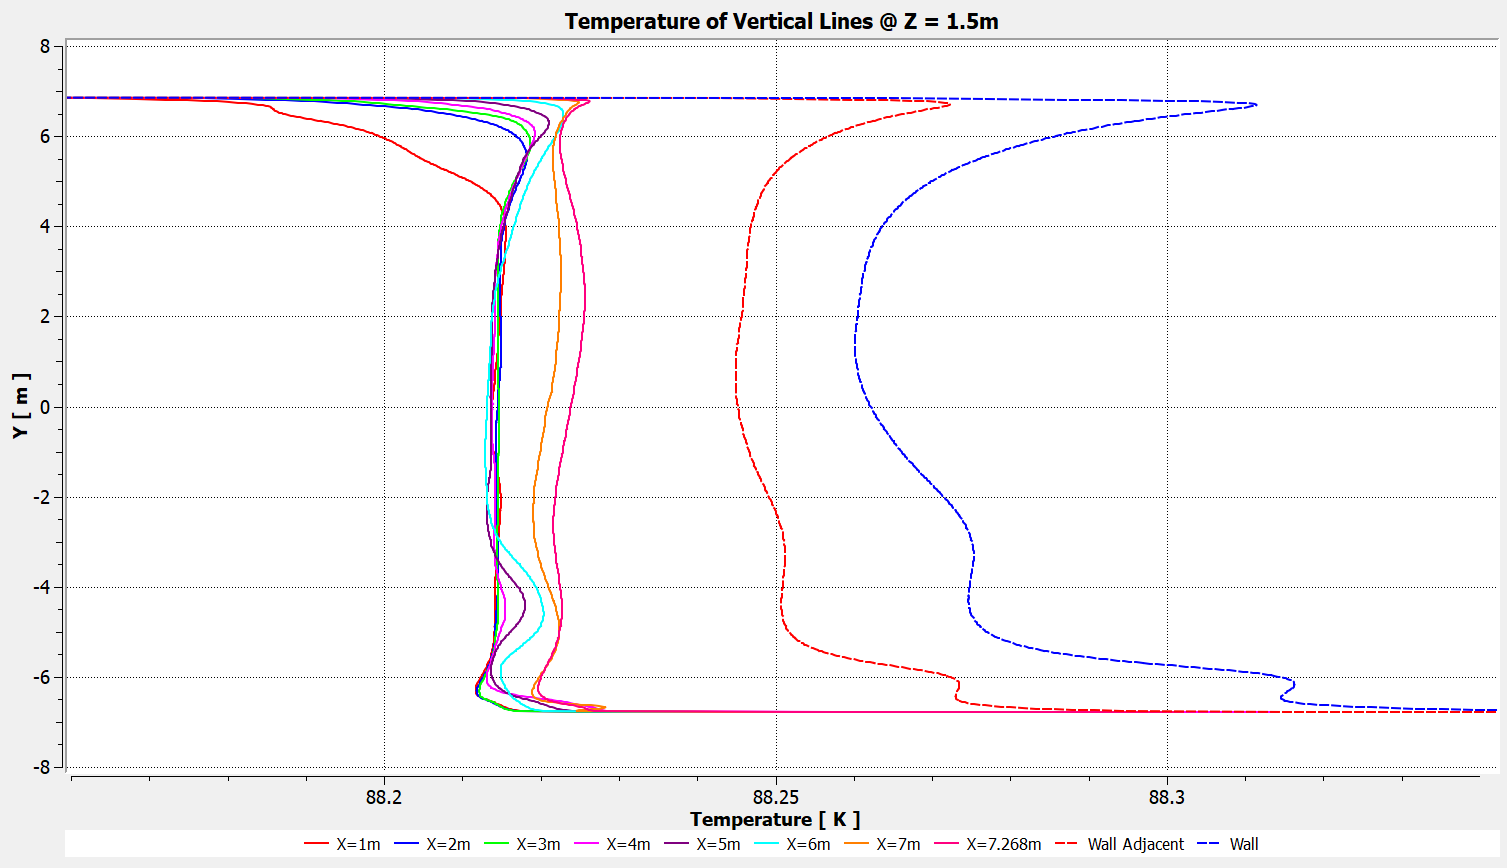 Temperature of Vertical Lines @ Z = 1.5m
8
6
4
2
0
-2
-4
-6
-8
Y [ m ]
88.2 88.25 88.3
Temperature [ K ]
X=1m X=2m X=3m X=4m X=5m X=6m X=7m X=7.268m Wall Adjacent Wall